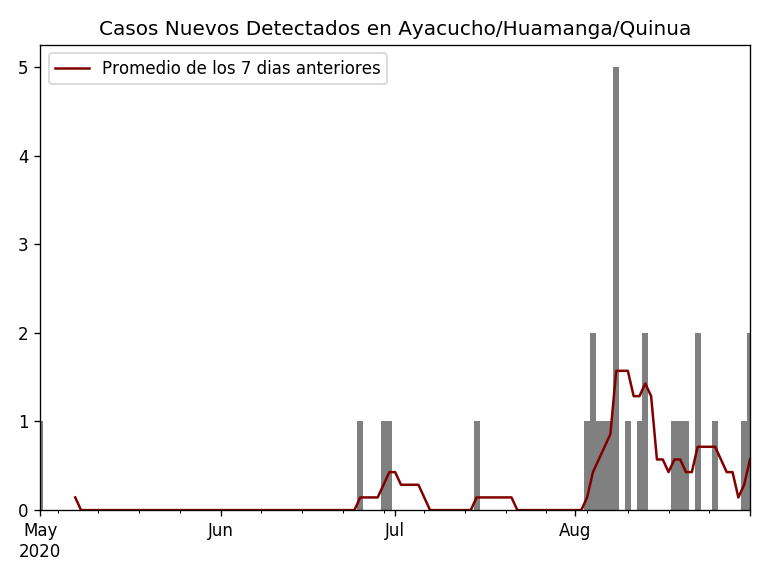 Casos Nuevos Detectados en Ayacucho/Huamanga/Quinua
Promedio de los 7 dias anteriores
5
4
3
2
1
0
May
2020
Jun
Jul
Aug